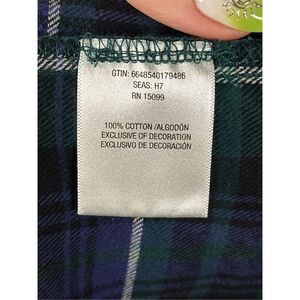 GTIN: 6648540179486
SEAS: H7
RN 15099
100% COTTON /ALGODÓN
EXCLUSIVE OF DECORATION
EXCLUSIVO DE DECORACIÓN